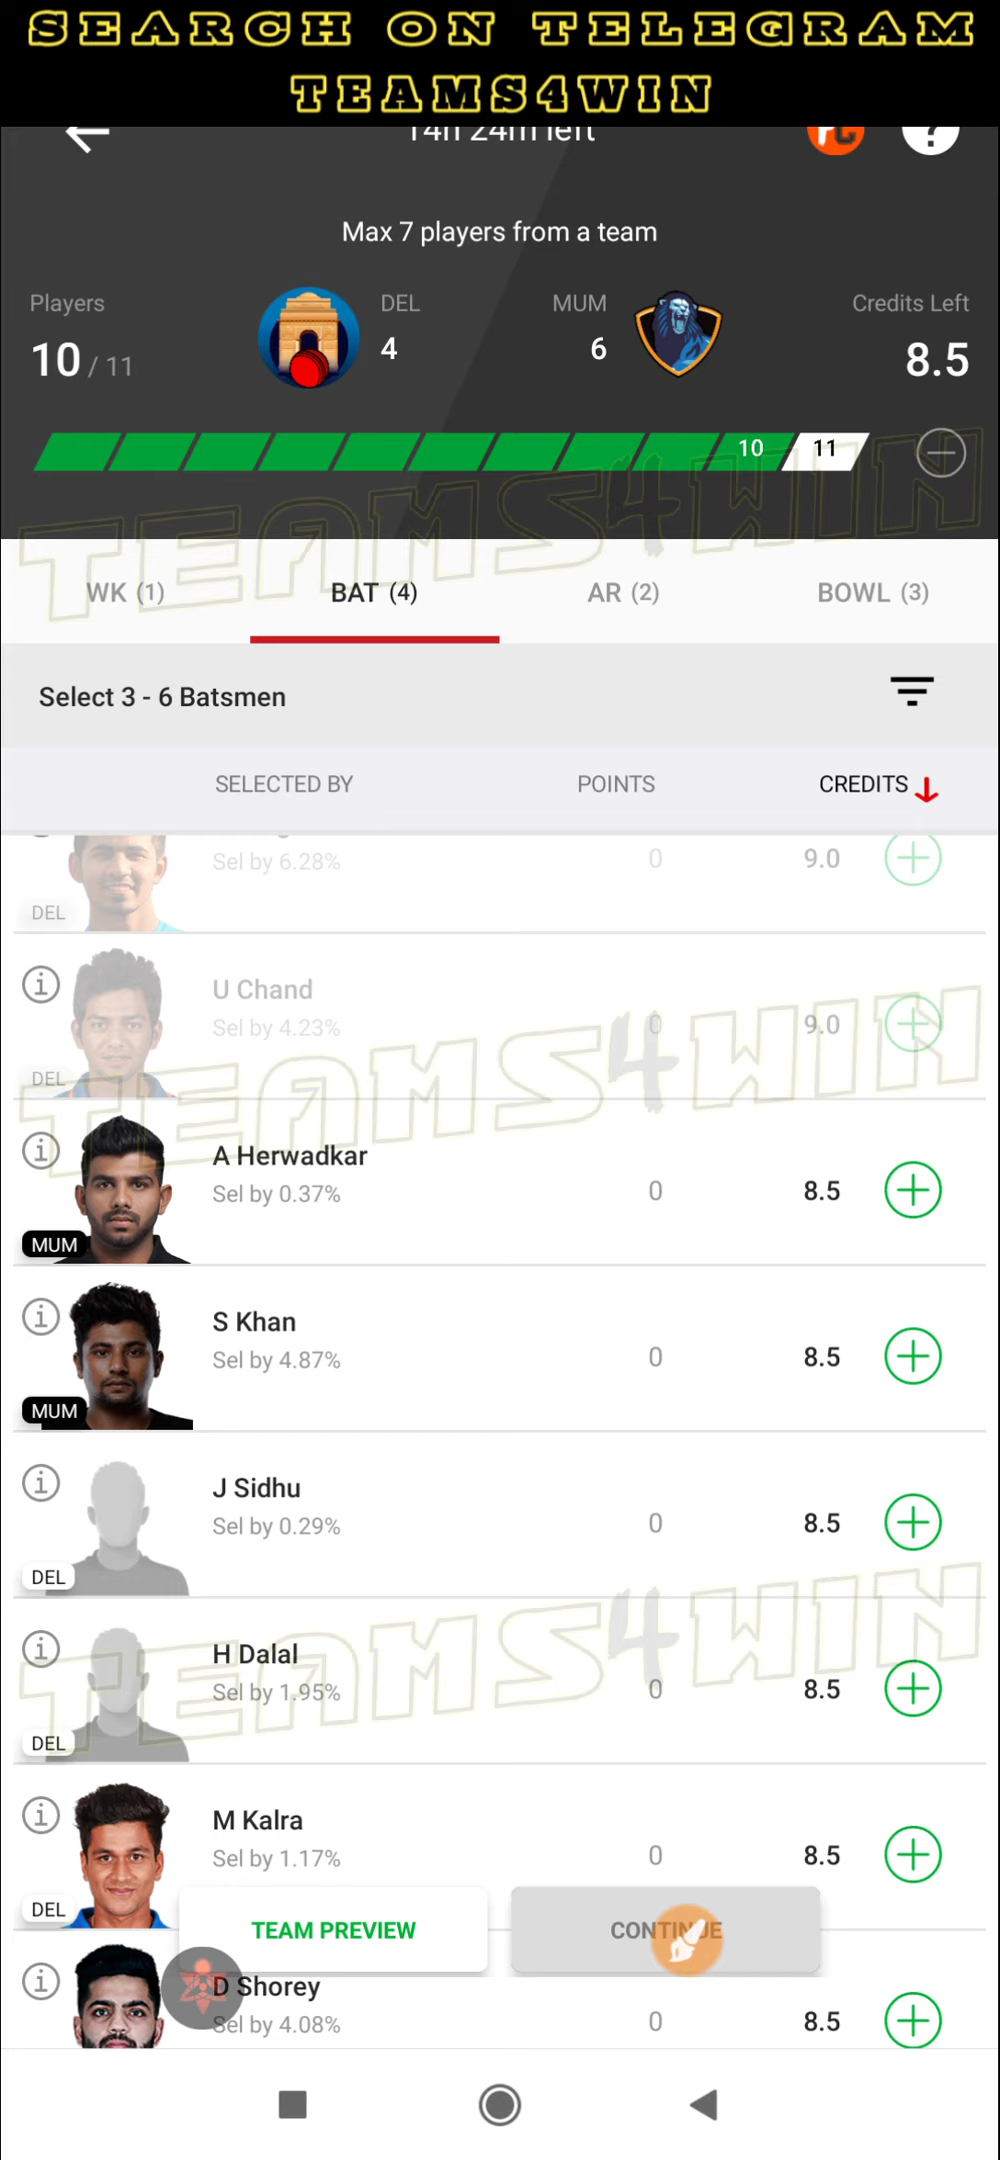 SEARCH ON TELEGRAM
TEAMS4WIN
14h 24m left
Max 7 players from a team
Players
10 / 11
DEL
4
MUM
6
Credits Left
8.5
10
11
TEAMS4WIN
WK (1)
BAT (4)
AR (2)
BOWL (3)
Select 3 - 6 Batsmen
SELECTED BY
POINTS
CREDITS
Sel by 6.28%
0
9.0
DEL
U Chand
Sel by 4.23%
0
9.0
DEL
TEAMS4WIN
A Herwadkar
Sel by 0.37%
0
8.5
MUM
S Khan
Sel by 4.87%
0
8.5
MUM
J Sidhu
Sel by 0.29%
0
8.5
DEL
TEAMS4WIN
H Dalal
Sel by 1.95%
0
8.5
DEL
M Kalra
Sel by 1.17%
0
8.5
DEL
TEAM PREVIEW
CONTINUE
D Shorey
Sel by 4.08%
0
8.5